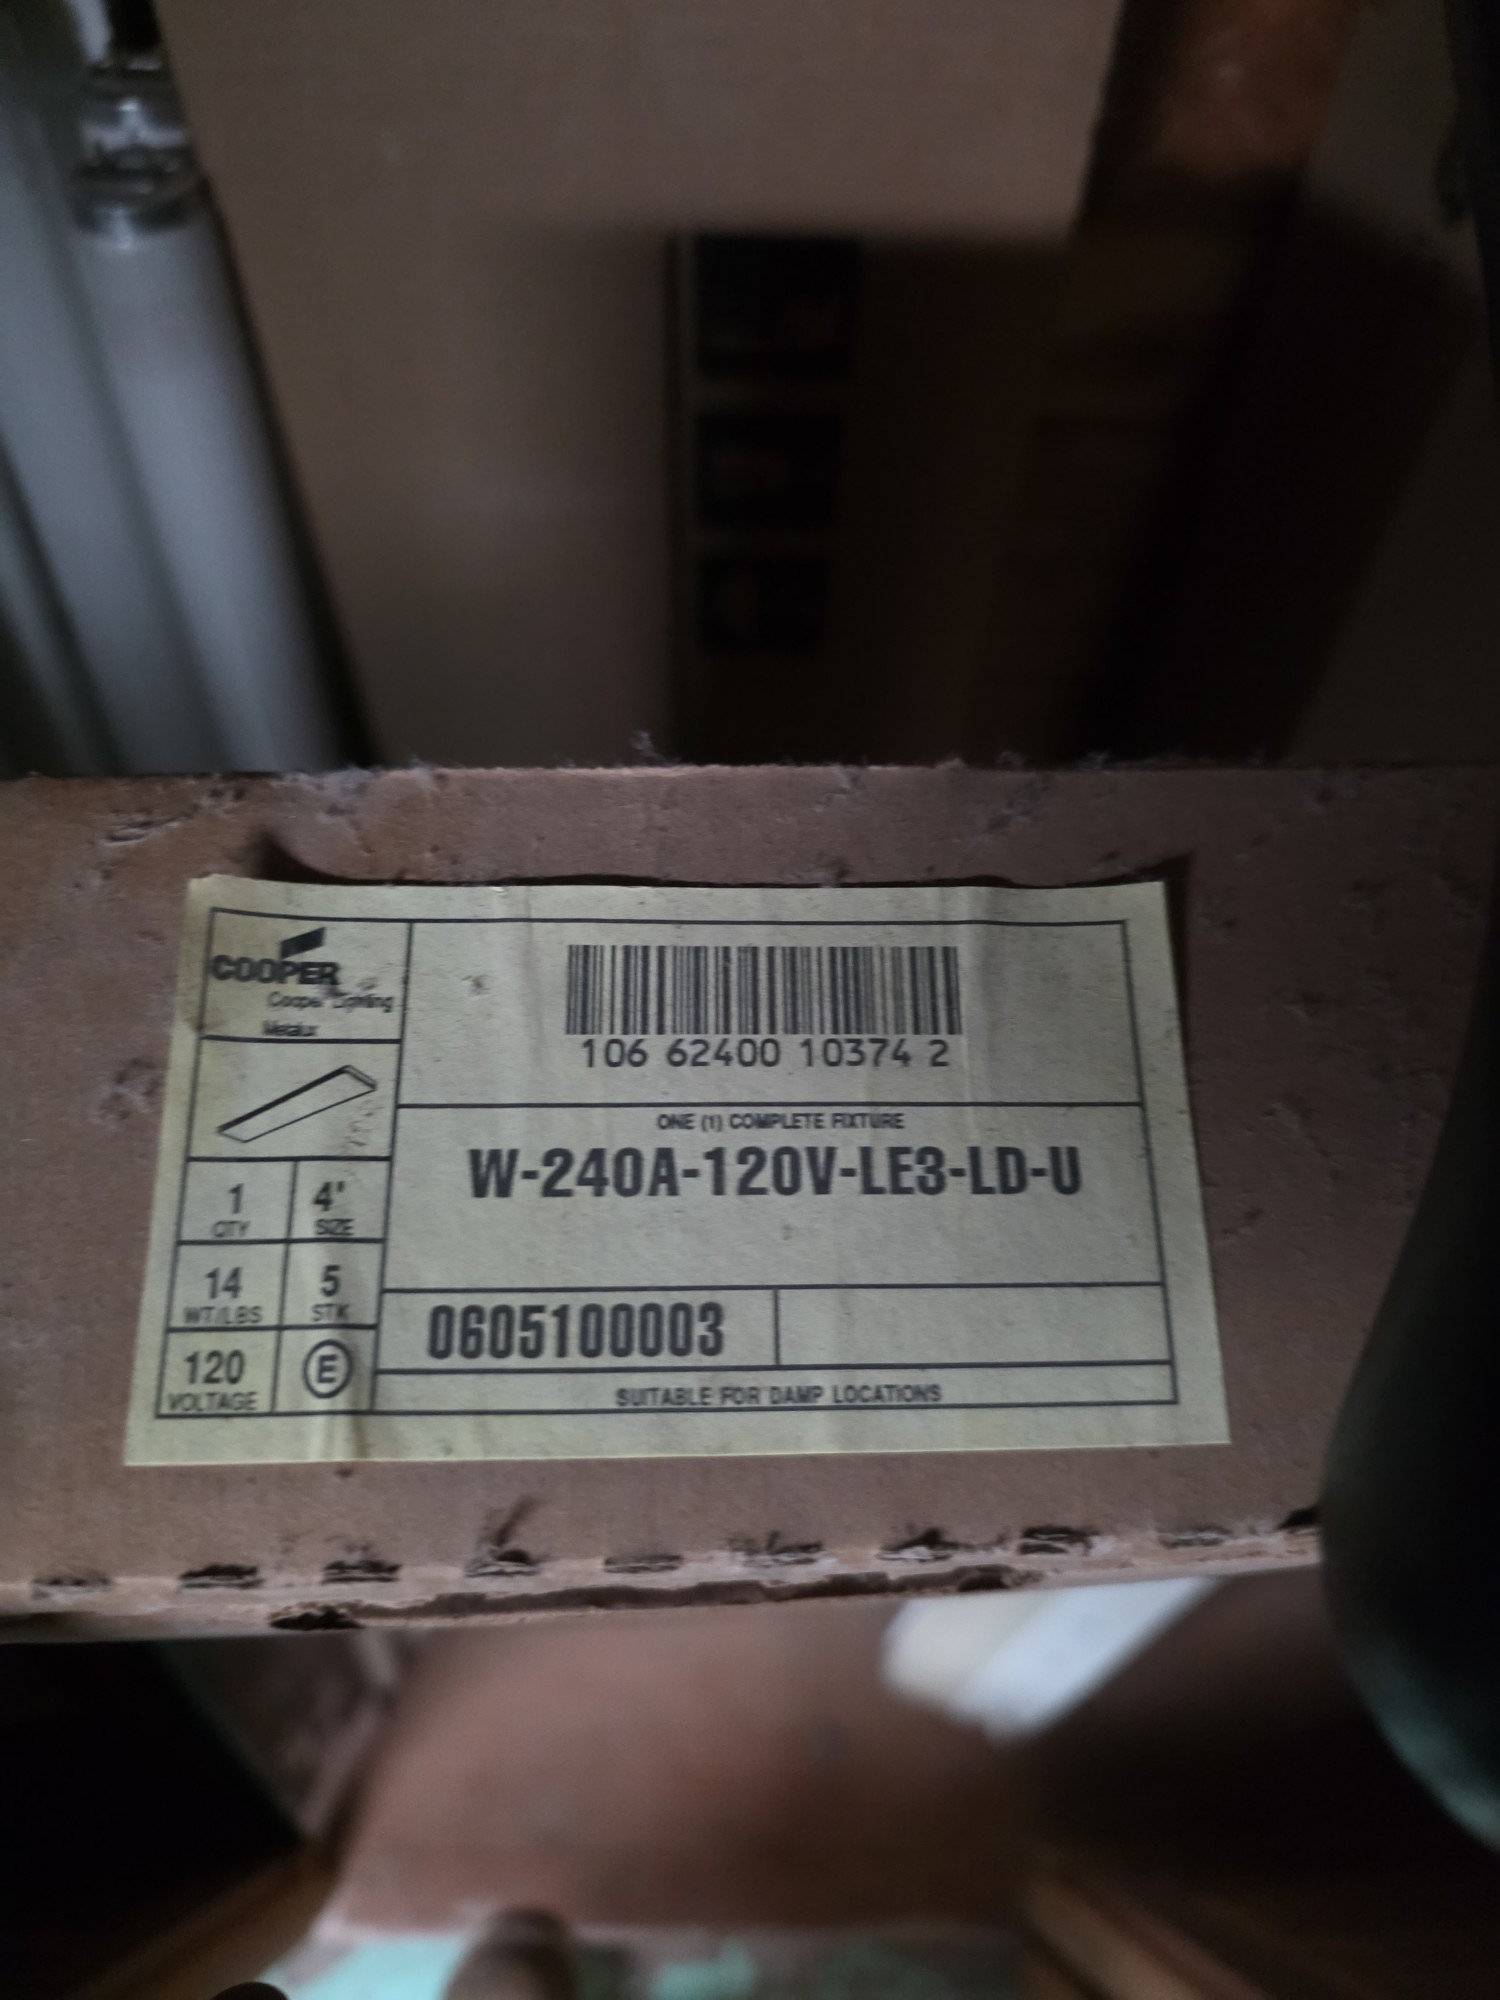 COOPER
Cooper Lighting
Metalux
106 62400 10374 2
ONE (1) COMPLETE FIXTURE
W-240A-120V-LE3-LD-U
1
QTY
4'
SIZE
14
WT/LBS
5
STK
120
VOLTAGE
E
0605100003
SUITABLE FOR DAMP LOCATIONS